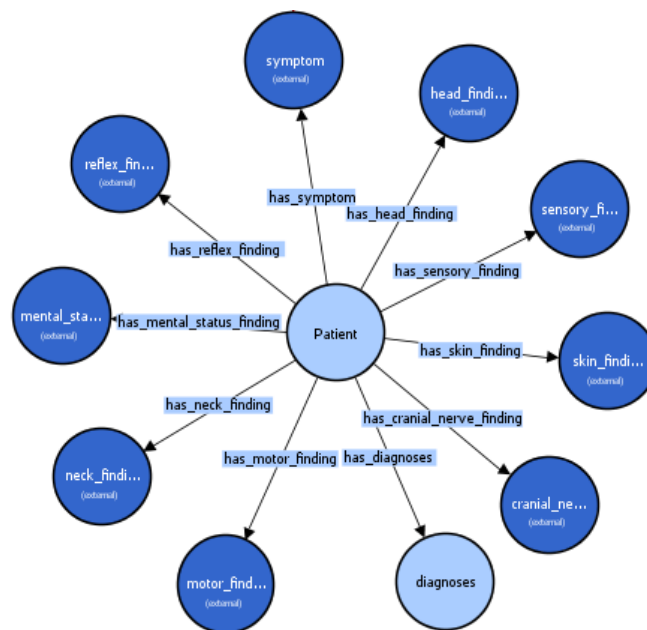 symptom
(external)
head_findi...
(external)
reflex_fin...
(external)
sensory_fi...
(external)
has_symptom
has_head_finding
has_reflex_finding
has_sensory_finding
mental_sta...
(external)
has_mental_status_finding
Patient
has_skin_finding
skin_findi...
(external)
has_neck_finding
has_cranial_nerve_finding
has_motor_finding
has_diagnoses
neck_findi...
(external)
cranial_ne...
(external)
motor_find...
(external)
diagnoses